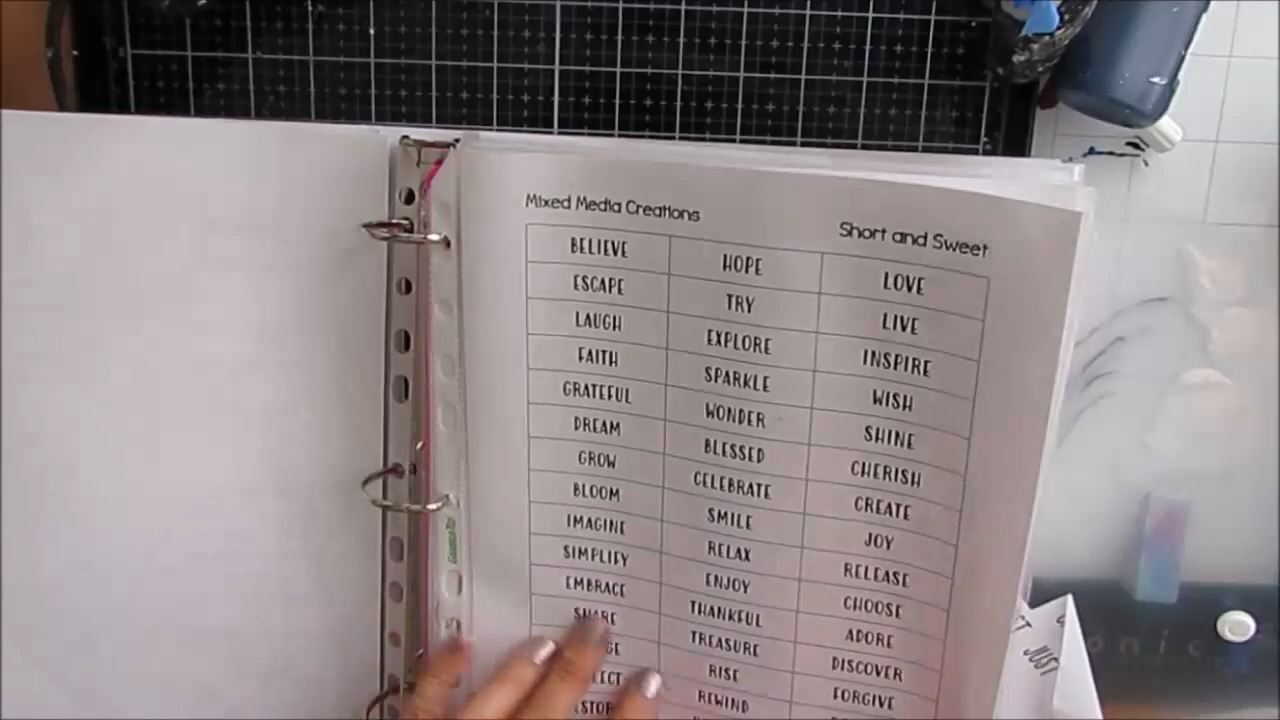 Mixed Media Creations
Short and Sweet
BELIEVE HOPE LOVE
ESCAPE TRY LIVE
LAUGH EXPLORE INSPIRE
FAITH SPARKLE WISH
GRATEFUL WONDER SHINE
DREAM BLESSED CHERISH
GROW CELEBRATE CREATE
BLOOM SMILE JOY
IMAGINE RELAX RELEASE
SIMPLIFY ENJOY CHOOSE
EMBRACE THANKFUL ADORE
SHARE TREASURE DISCOVER
RISE FORGIVE
REWIND
JUST